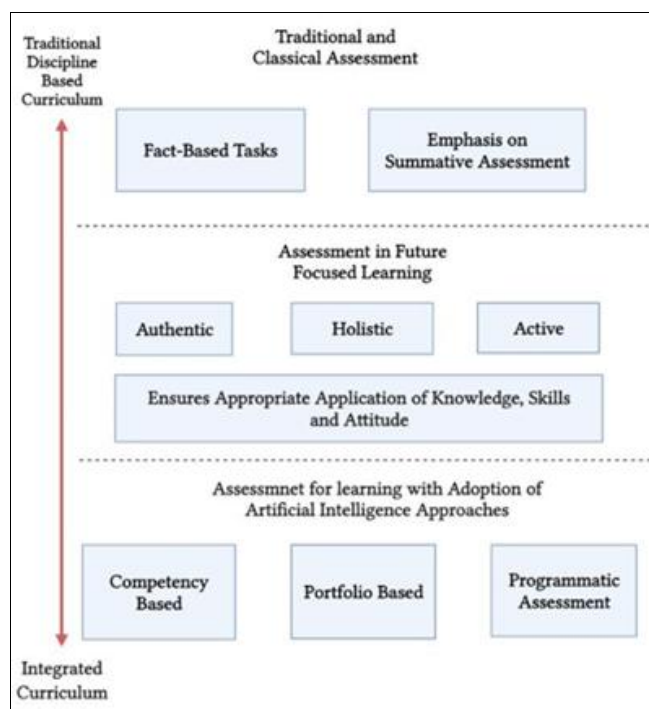 Traditional
Discipline
Based
Curriculum
Traditional and
Classical Assessment
Fact-Based Tasks
Emphasis on
Summative Assessment
Assessment in Future
Focused Learning
Authentic
Holistic
Active
Ensures Appropriate Application of Knowledge, Skills
and Attitude
Assessmnet for learning with Adoption of
Artificial Intelligence Approaches
Competency
Based
Portfolio Based
Programmatic
Assessment
Integrated
Curriculum